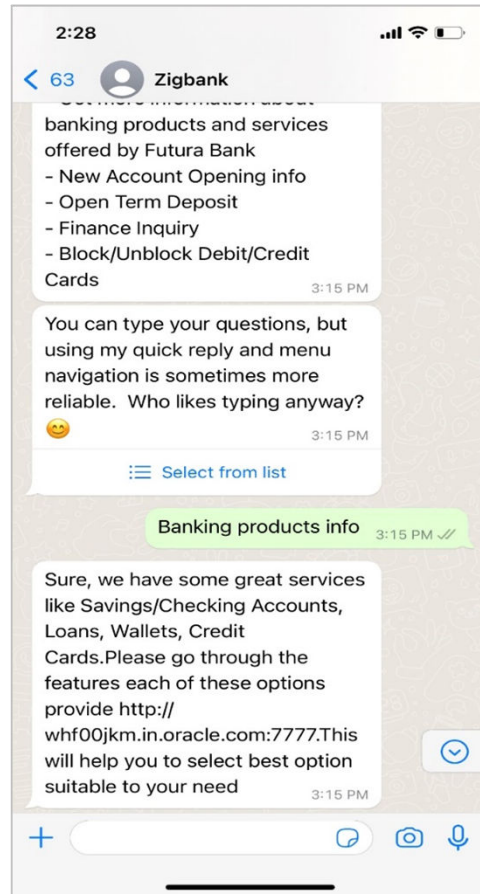 2:28
63 Zigbank
banking products and services
offered by Futura Bank
- New Account Opening info
- Open Term Deposit
- Finance Inquiry
- Block/Unblock Debit/Credit
Cards
3:15 PM
You can type your questions, but
using my quick reply and menu
navigation is sometimes more
reliable. Who likes typing anyway?
😊
3:15 PM
Select from list
Banking products info 3:15 PM
Sure, we have some great services
like Savings/Checking Accounts,
Loans, Wallets, Credit
Cards.Please go through the
features each of these options
provide http://
whf00jkm.in.oracle.com:7777.This
will help you to select best option
suitable to your need
3:15 PM